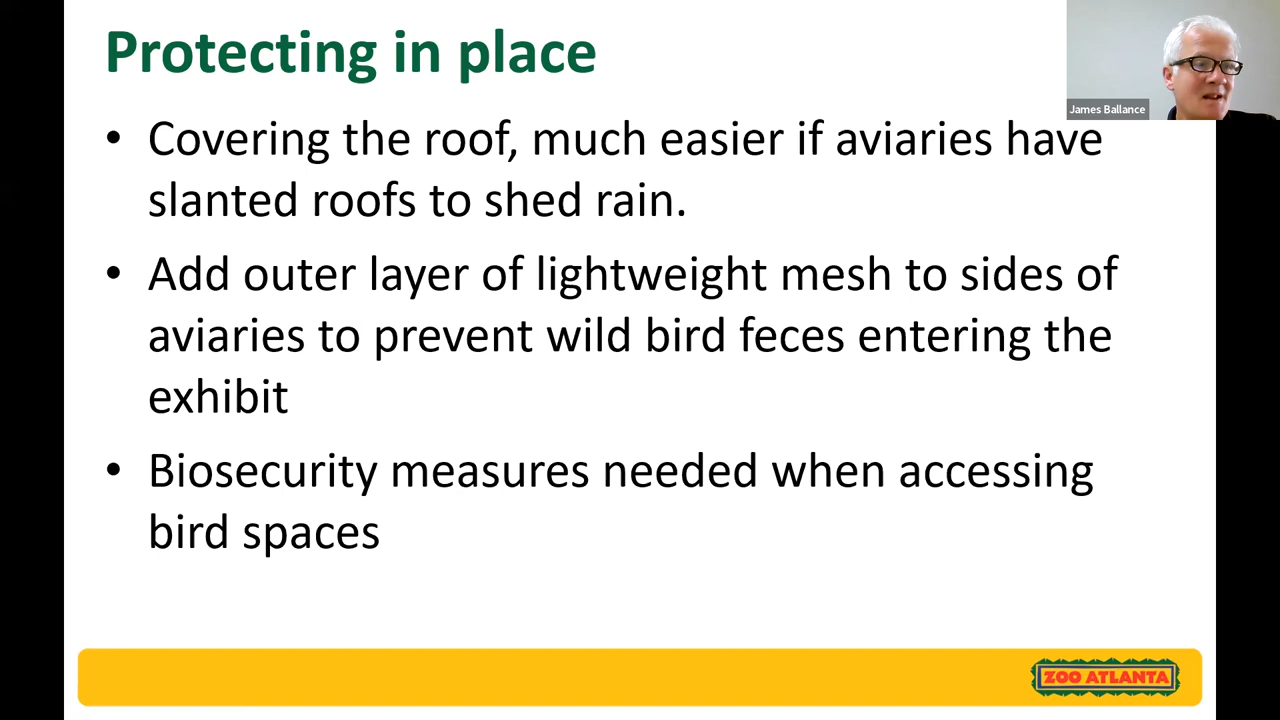 Protecting in place
James Ballance
• Covering the roof, much easier if aviaries have
slanted roofs to shed rain.
• Add outer layer of lightweight mesh to sides of
aviaries to prevent wild bird feces entering the
exhibit
• Biosecurity measures needed when accessing
bird spaces
ZOO ATLANTA